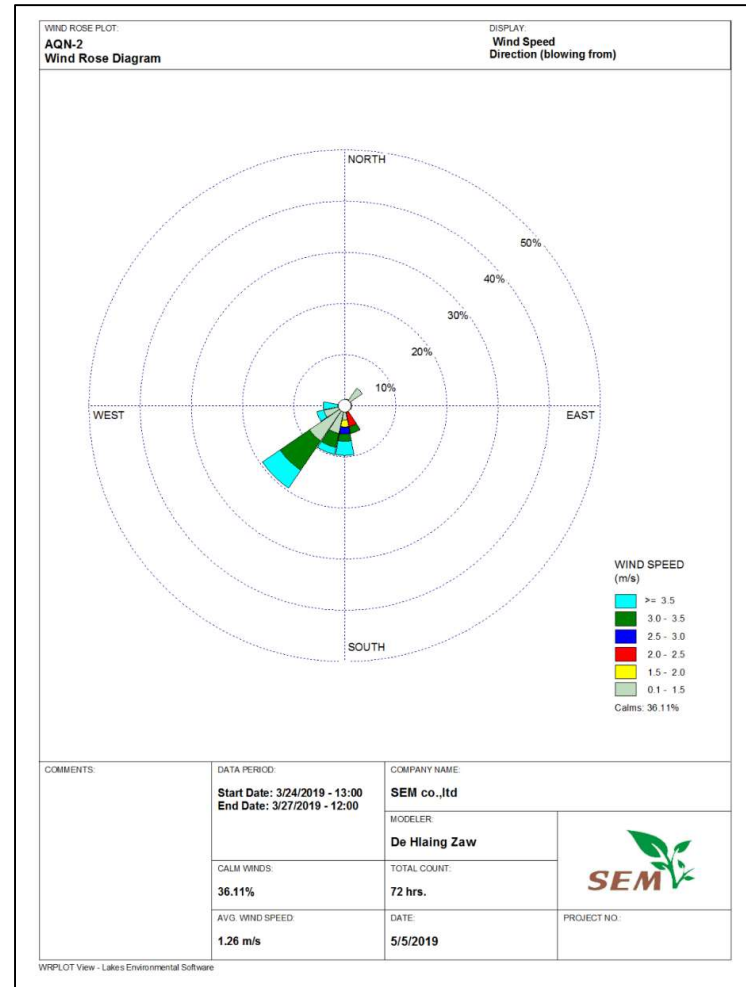 WIND ROSE PLOT:
AQN-2
Wind Rose Diagram
DISPLAY:
Wind Speed
Direction (blowing from)
NORTH
50%
40%
30%
20%
10%
WEST
EAST
SOUTH
WIND SPEED
(m/s)
>= 3.5
3.0 - 3.5
2.5 - 3.0
2.0 - 2.5
1.5 - 2.0
0.1 - 1.5
Calms: 36.11%
COMMENTS:
DATA PERIOD:
Start Date: 3/24/2019 - 13:00
End Date: 3/27/2019 - 12:00
COMPANY NAME:
SEM co.,ltd
MODELER:
De Hlaing Zaw
CALM WINDS:
36.11%
TOTAL COUNT:
72 hrs.
SEM
AVG. WIND SPEED:
1.26 m/s
DATE:
5/5/2019
PROJECT NO.:
WRPLOT View - Lakes Environmental Software